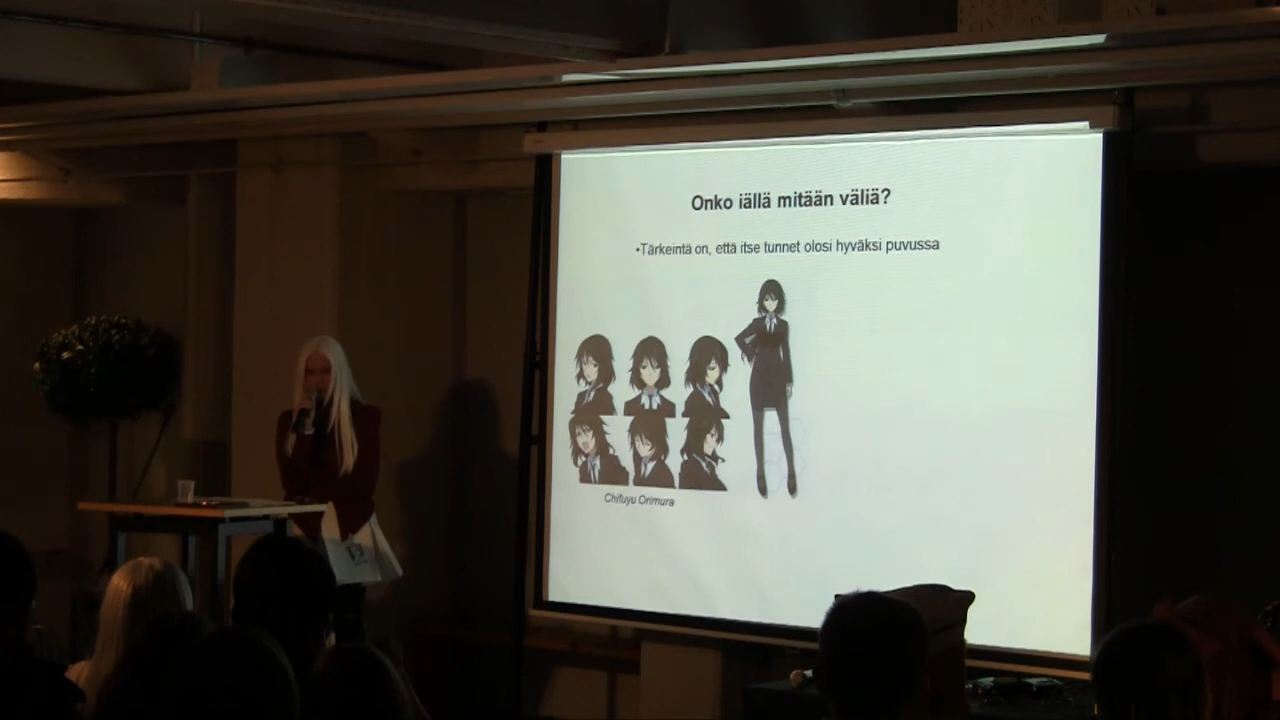 Onko iällä mitään väliä?
•Tärkeintä on, että itse tunnet olosi hyväksi puvussa
Chifuyu Orimura